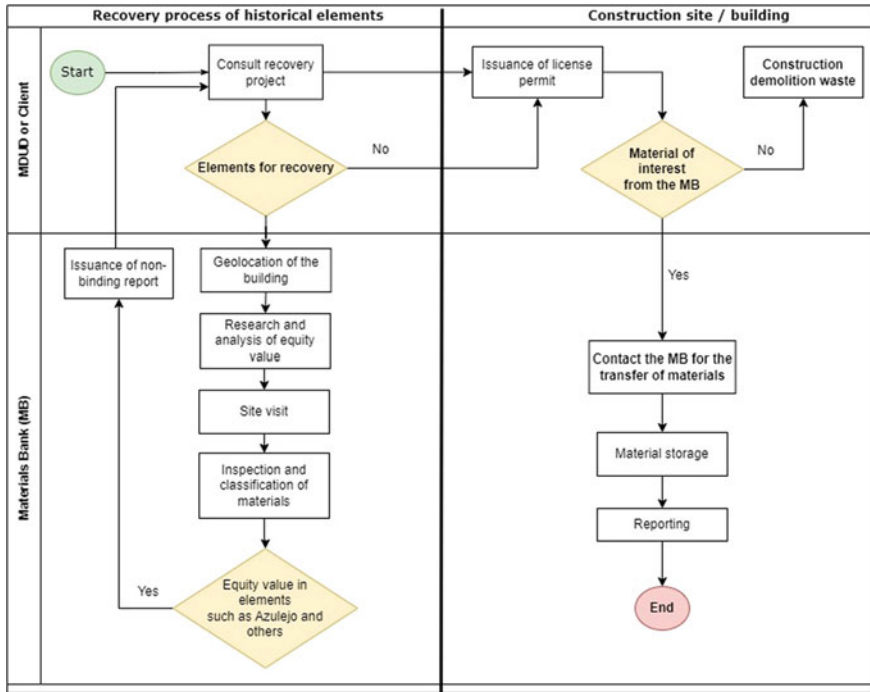 Recovery process of historical elements
Construction site / building
MDUD or Client
Start
Consult recovery
project
Issuance of license
permit
Construction
demolition waste
Elements for recovery
No
Material of
interest
from the MB
No
Materials Bank (MB)
Issuance of non-
binding report
Geolocation of the
building
Yes
Research and
analysis of equity
value
Contact the MB for the
transfer of materials
Site visit
Material storage
Inspection and
classification of
materials
Reporting
Yes
Equity value in
elements
such as Azulejo and
others
End